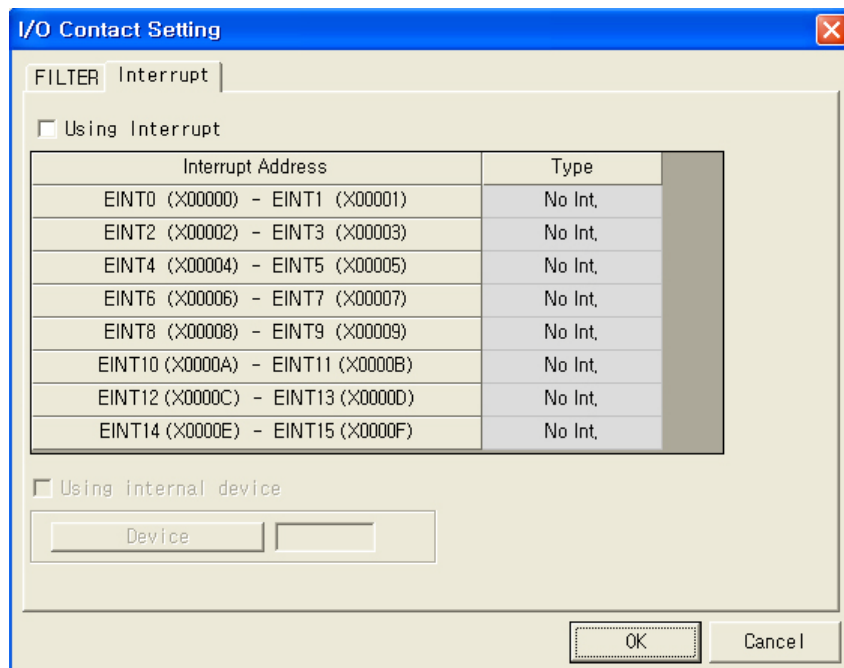 I/O Contact Setting
FILTER Interrupt
Using Interrupt
Interrupt Address Type
EINT0 (X00000) - EINT1 (X00001) No Int,
EINT2 (X00002) - EINT3 (X00003) No Int,
EINT4 (X00004) - EINT5 (X00005) No Int,
EINT6 (X00006) - EINT7 (X00007) No Int,
EINT8 (X00008) - EINT9 (X00009) No Int,
EINT10 (X0000A) - EINT11 (X0000B) No Int,
EINT12 (X0000C) - EINT13 (X0000D) No Int,
EINT14 (X0000E) - EINT15 (X0000F) No Int,
Using internal device
Device
OK Cancel